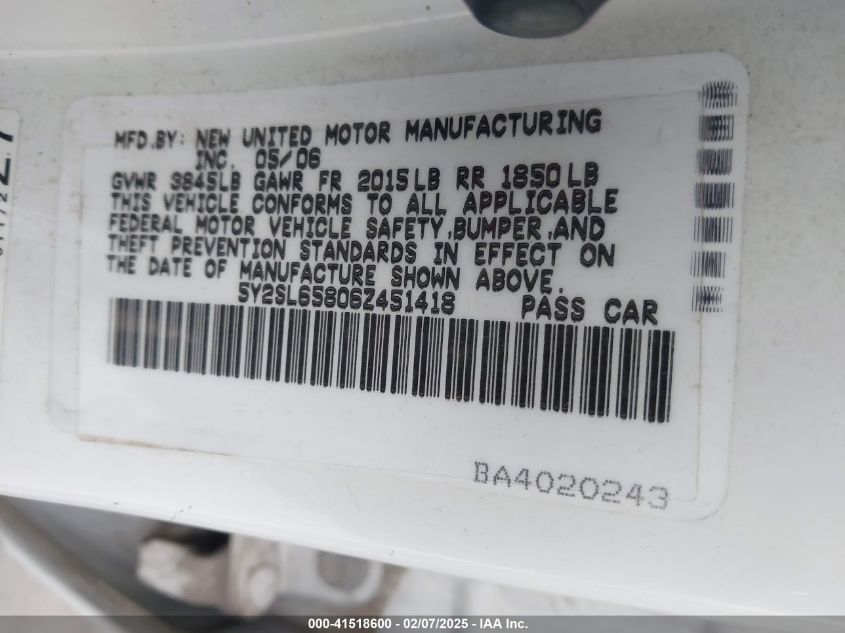 MFD.BY: NEW UNITED MOTOR MANUFACTURING
INC. 05/06
GVWR 3845LB GAWR FR 2015LB RR 1850LB
THIS VEHICLE CONFORMS TO ALL APPLICABLE
FEDERAL MOTOR VEHICLE SAFETY,BUMPER,AND
THEFT PREVENTION STANDARDS IN EFFECT ON
THE DATE OF MANUFACTURE SHOWN ABOVE.
5Y2SL65806Z451418 PASS CAR
BA4020243
000-41518600 - 02/07/2025 - IAA Inc.